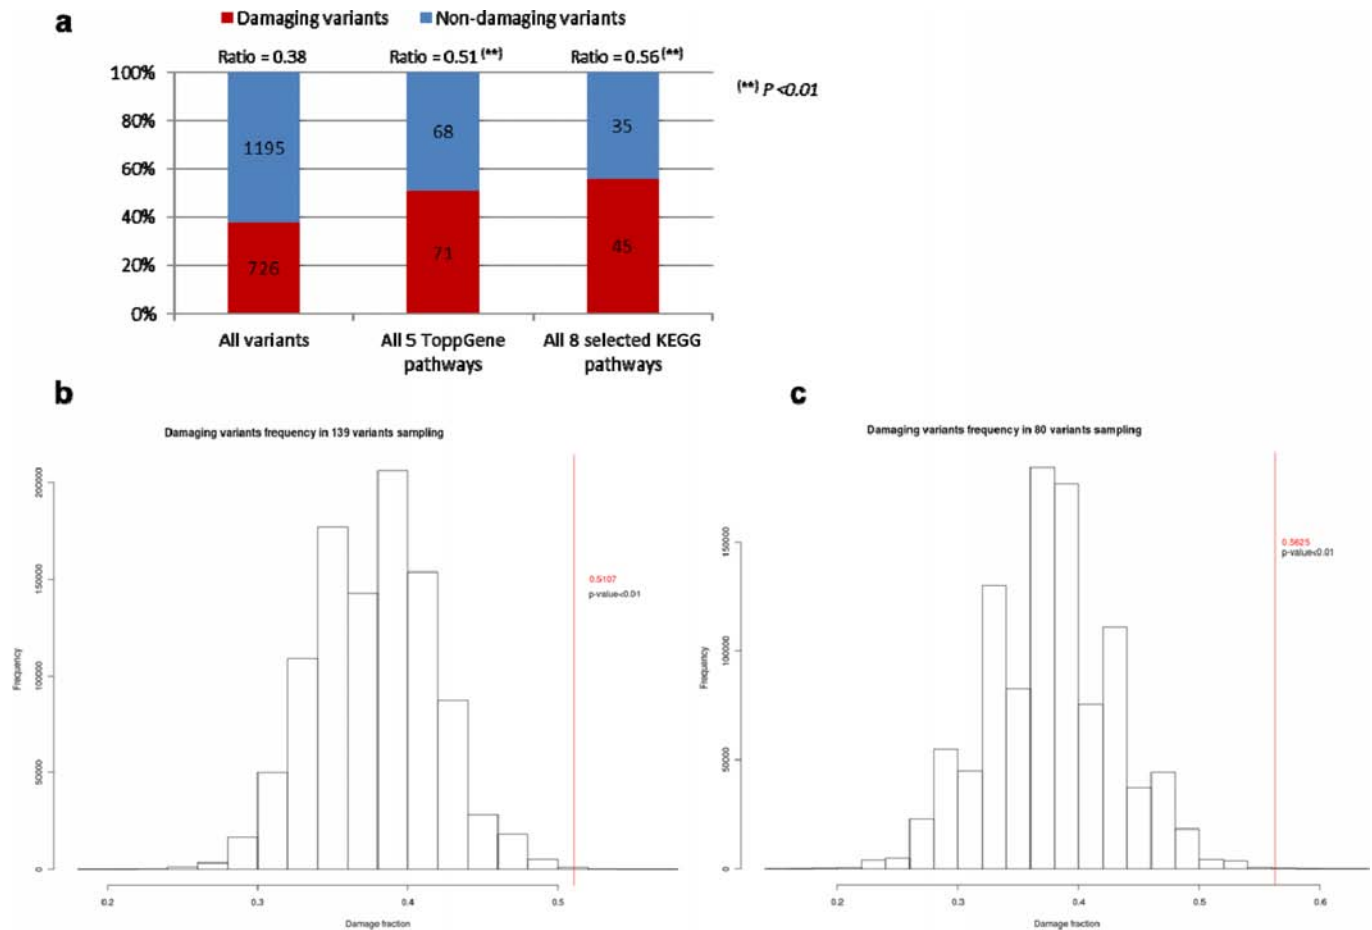 a
Damaging variants Non-damaging variants
Ratio = 0.38 Ratio = 0.51 (**) Ratio = 0.56 (**)
(**) P <0.01
100%
80%
60%
40%
20%
0%
1195 68 35
726 71 45
All variants All 5 ToppGene pathways All 8 selected KEGG pathways
b
Damaging variants frequency in 139 variants sampling
Frequency
200000
150000
100000
50000
0
0.5107
p-value<0.01
0.2 0.3 0.4 0.5
Damage fraction
c
Damaging variants frequency in 80 variants sampling
Frequency
150000
100000
50000
0
0.5625
p-value<0.01
0.2 0.3 0.4 0.5 0.6
Damage fraction